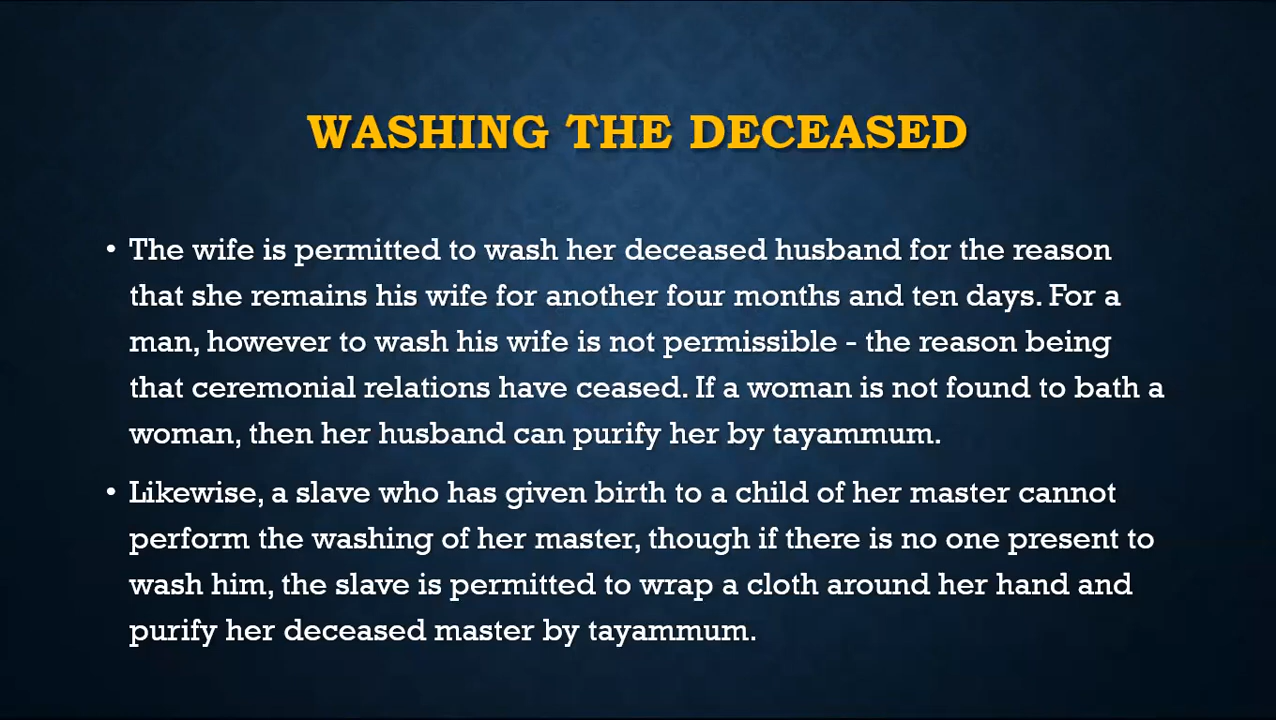 WASHING THE DECEASED
• The wife is permitted to wash her deceased husband for the reason
that she remains his wife for another four months and ten days. For a
man, however to wash his wife is not permissible - the reason being
that ceremonial relations have ceased. If a woman is not found to bath a
woman, then her husband can purify her by tayammum.
• Likewise, a slave who has given birth to a child of her master cannot
perform the washing of her master, though if there is no one present to
wash him, the slave is permitted to wrap a cloth around her hand and
purify her deceased master by tayammum.